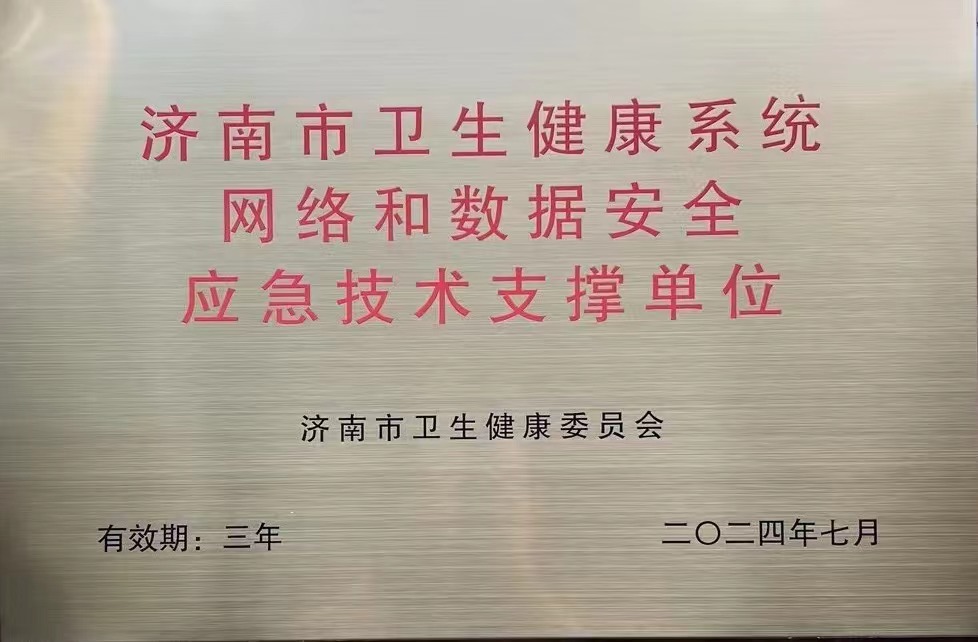 济南市卫生健康系统
网络和数据安全
应急技术支撑单位
济南市卫生健康委员会
有效期：三年
二〇二四年七月